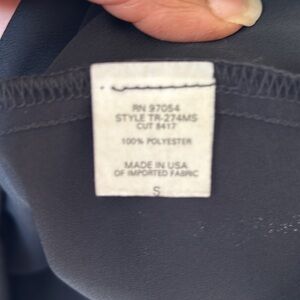 RN 97054
STYLE TR-274MS
CUT 8417
100% POLYESTER
MADE IN USA
OF IMPORTED FABRIC
S